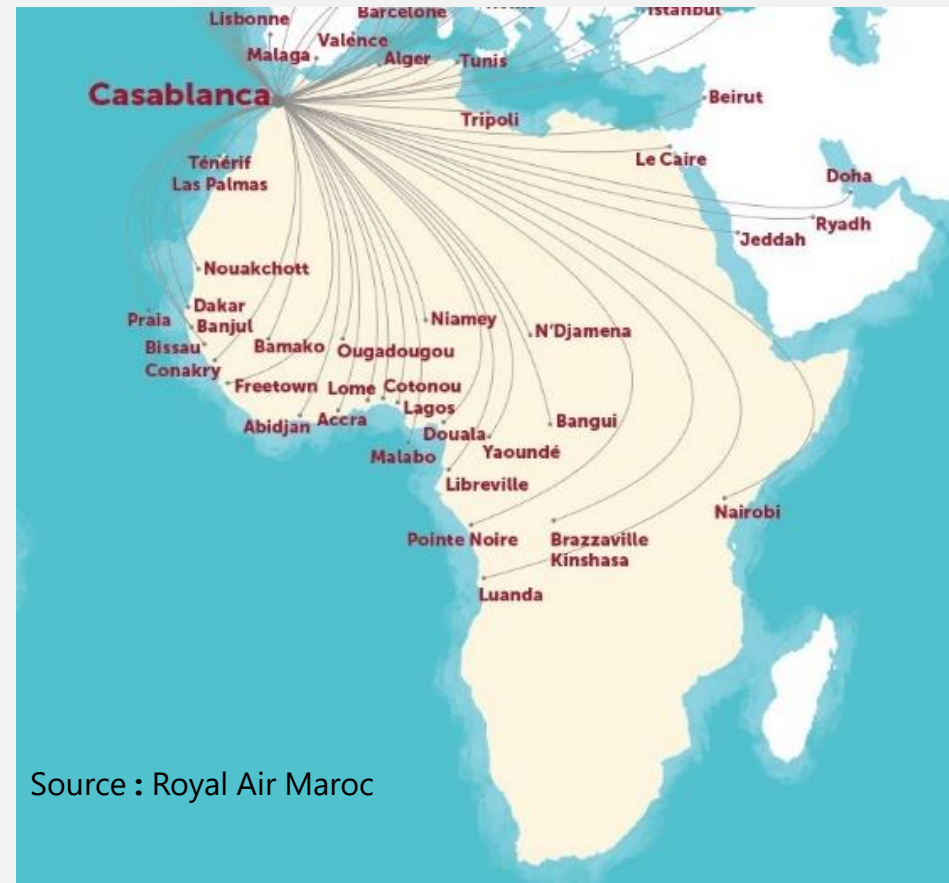 Barcelone
Istanbul
Lisbonne
Valence
Malaga
Alger
Tunis
Casablanca
Beirut
Tripoli
Le Caire
Ténérif
Las Palmas
Doha
Ryadh
Jeddah
Nouakchott
Dakar
Praia
Banjul
Niamey
N'Djamena
Bissau
Bamako
Ougadougou
Conakry
Freetown
Lome
Cotonou
Lagos
Abidjan
Accra
Bangui
Douala
Yaoundé
Malabo
Libreville
Nairobi
Pointe Noire
Brazzaville
Kinshasa
Luanda
Source : Royal Air Maroc